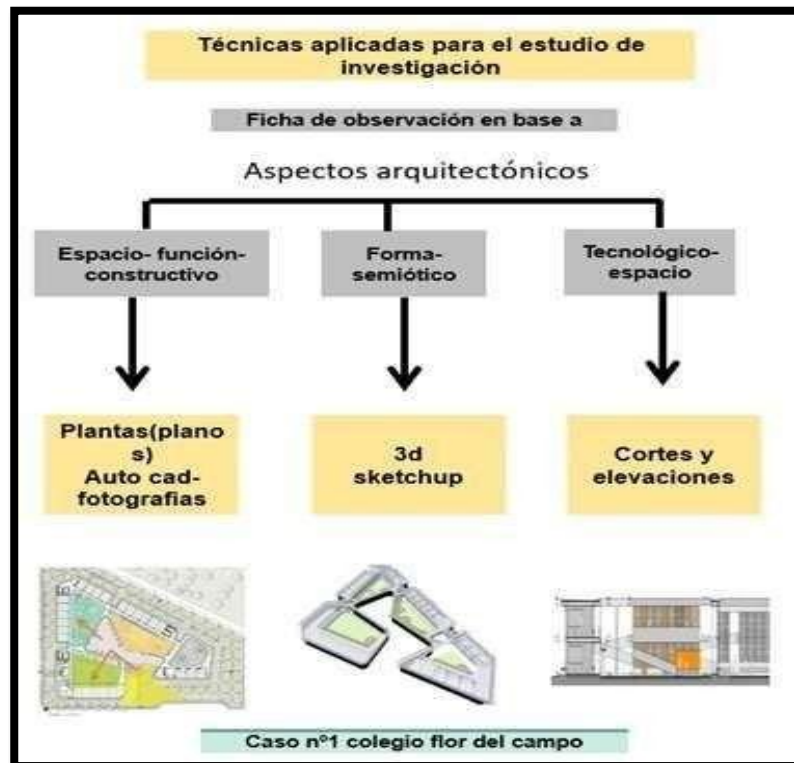 Técnicas aplicadas para el estudio de
investigación
Ficha de observación en base a
Aspectos arquitectónicos
Espacio- función-
constructivo
Forma-
semiótico
Tecnológico-
espacio
Plantas(plano
s)
Auto cad-
fotografias
3d
sketchup
Cortes y
elevaciones
Caso nº1 colegio flor del campo